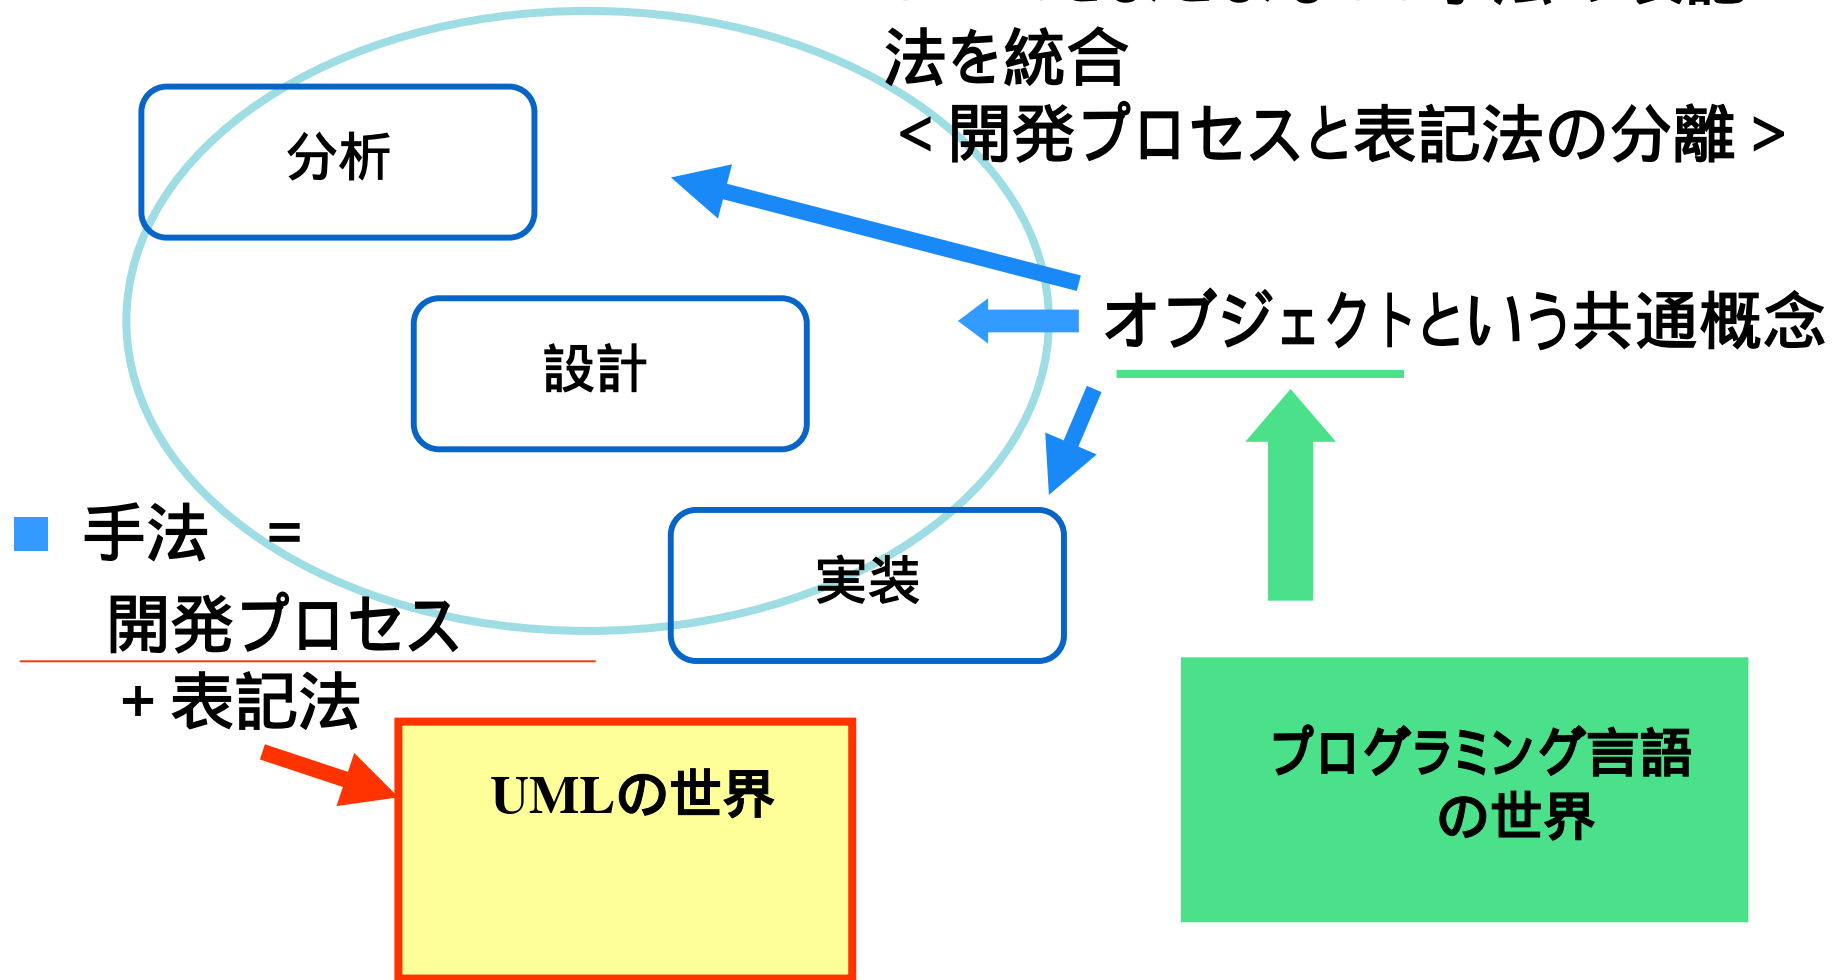 法を統合
<開発プロセスと表記法の分離>
分析
オブジェクトという共通概念
設計
■ 手法 =
実装
開発プロセス
+表記法
UMLの世界
プログラミング言語
の世界